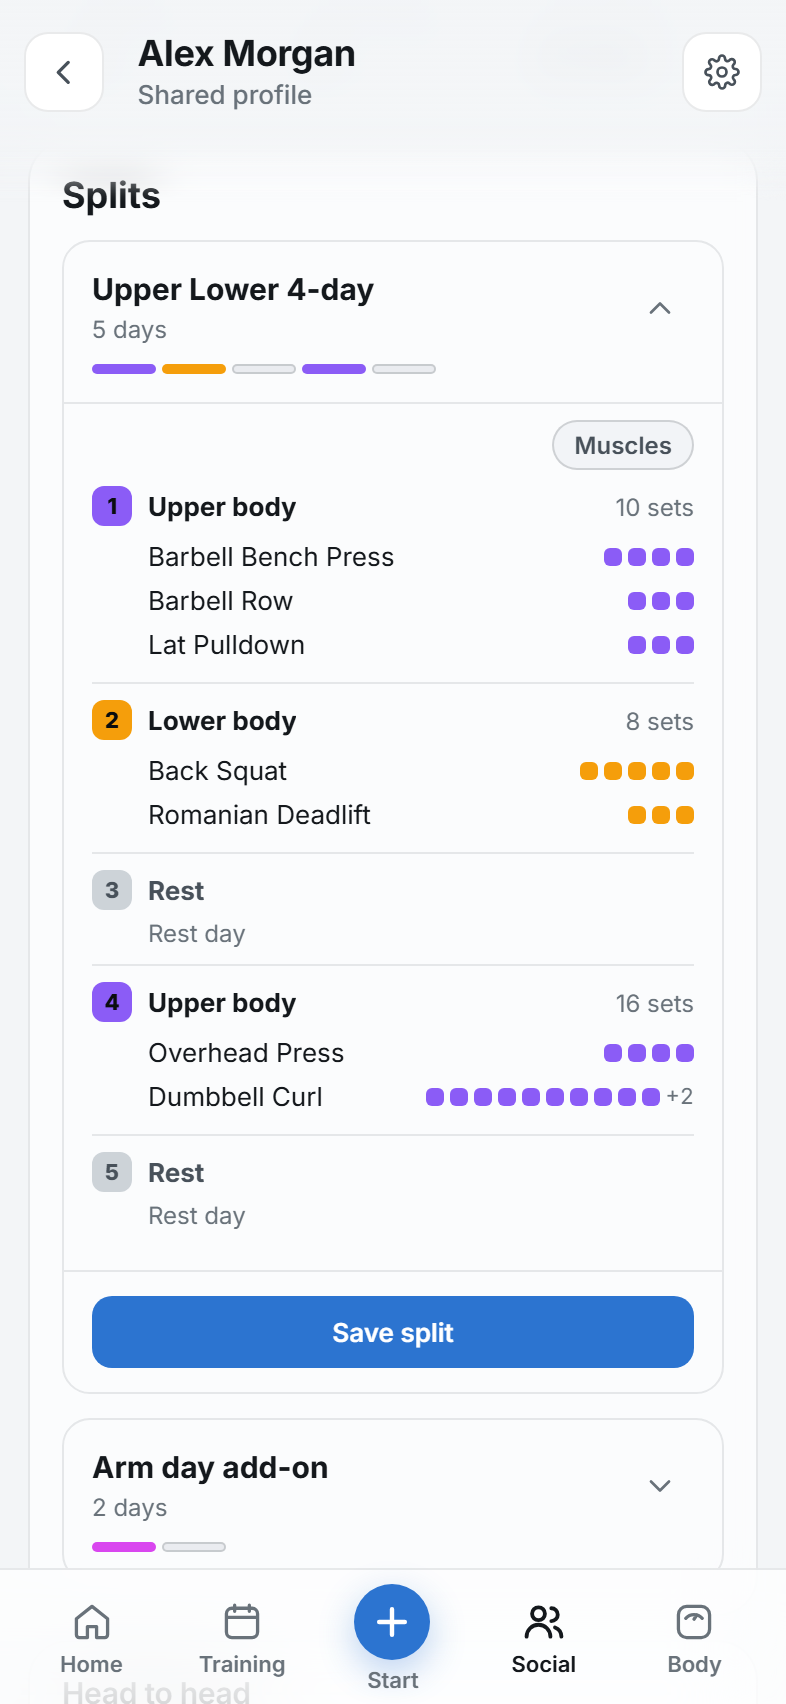 Alex Morgan
Shared profile
Splits
Upper Lower 4-day
5 days
Muscles
1 Upper body 10 sets
Barbell Bench Press
Barbell Row
Lat Pulldown
2 Lower body 8 sets
Back Squat
Romanian Deadlift
3 Rest
Rest day
4 Upper body 16 sets
Overhead Press
Dumbbell Curl +2
5 Rest
Rest day
Save split
Arm day add-on
2 days
Home Training Start Social Body
Head to head